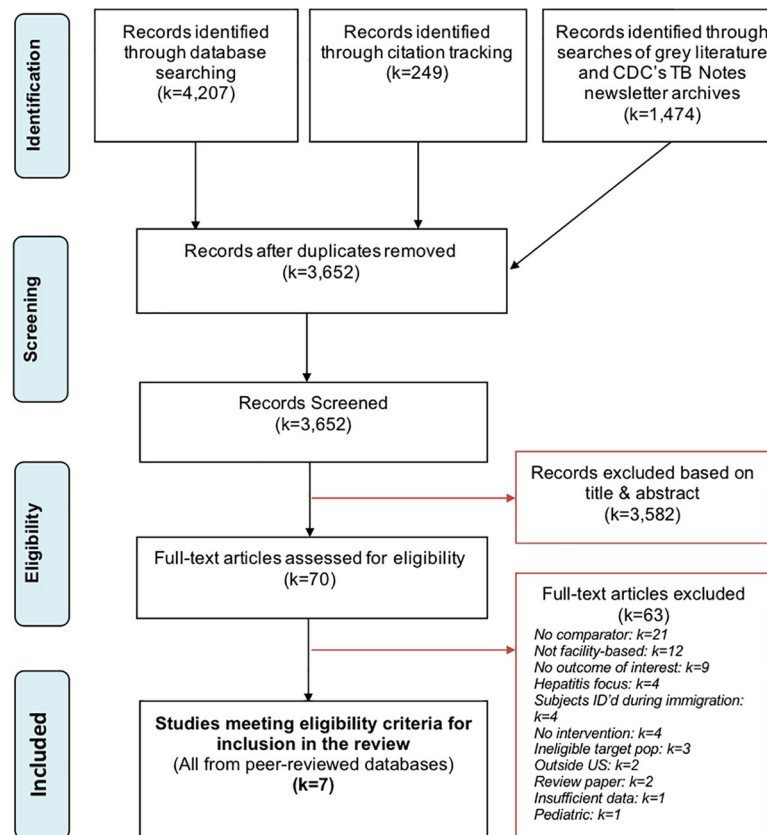 Identification
Records identified
through database
searching
(k=4,207)
Records identified
through citation tracking
(k=249)
Records identified through
searches of grey literature
and CDC's TB Notes
newsletter archives
(k=1,474)
Screening
Records after duplicates removed
(k=3,652)
Records Screened
(k=3,652)
Eligibility
Records excluded based on
title & abstract
(k=3,582)
Full-text articles assessed for eligibility
(k=70)
Full-text articles excluded
(k=63)
No comparator: k=21
Not facility-based: k=12
No outcome of interest: k=9
Hepatitis focus: k=4
Subjects ID'd during immigration:
k=4
No intervention: k=4
Ineligible target pop: k=3
Outside US: k=2
Review paper: k=2
Insufficient data: k=1
Pediatric: k=1
Included
Studies meeting eligibility criteria for
inclusion in the review
(All from peer-reviewed databases)
(k=7)